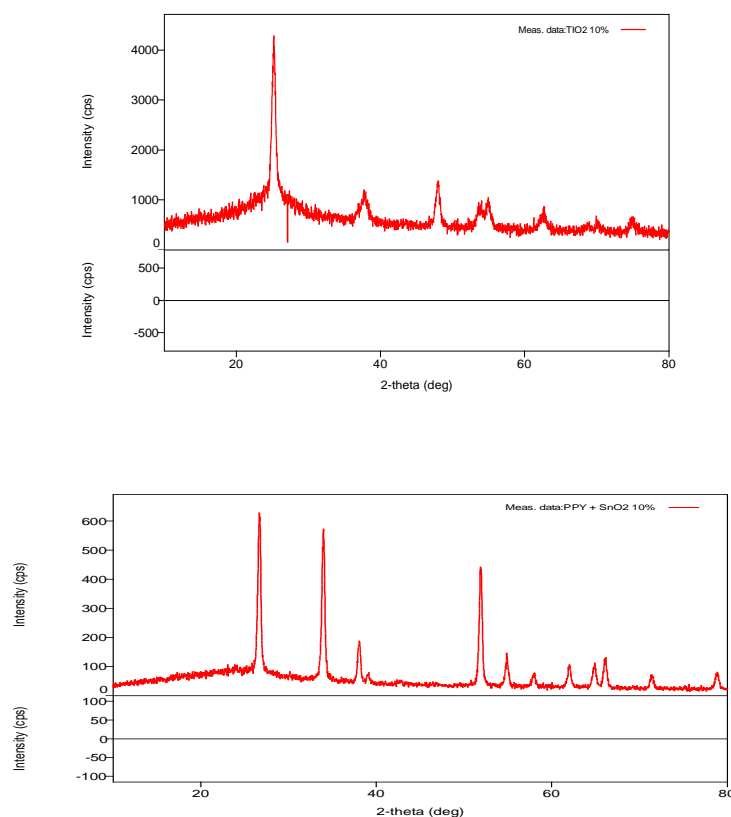 Meas. data:TIO2 10%
Intensity (cps)
4000
3000
2000
1000
0
Intensity (cps)
500
0
-500
20 40 60 80
2-theta (deg)
Meas. data:PPY + SnO2 10%
Intensity (cps)
600
500
400
300
200
100
0
Intensity (cps)
100
50
0
-50
-100
20 40 60 80
2-theta (deg)